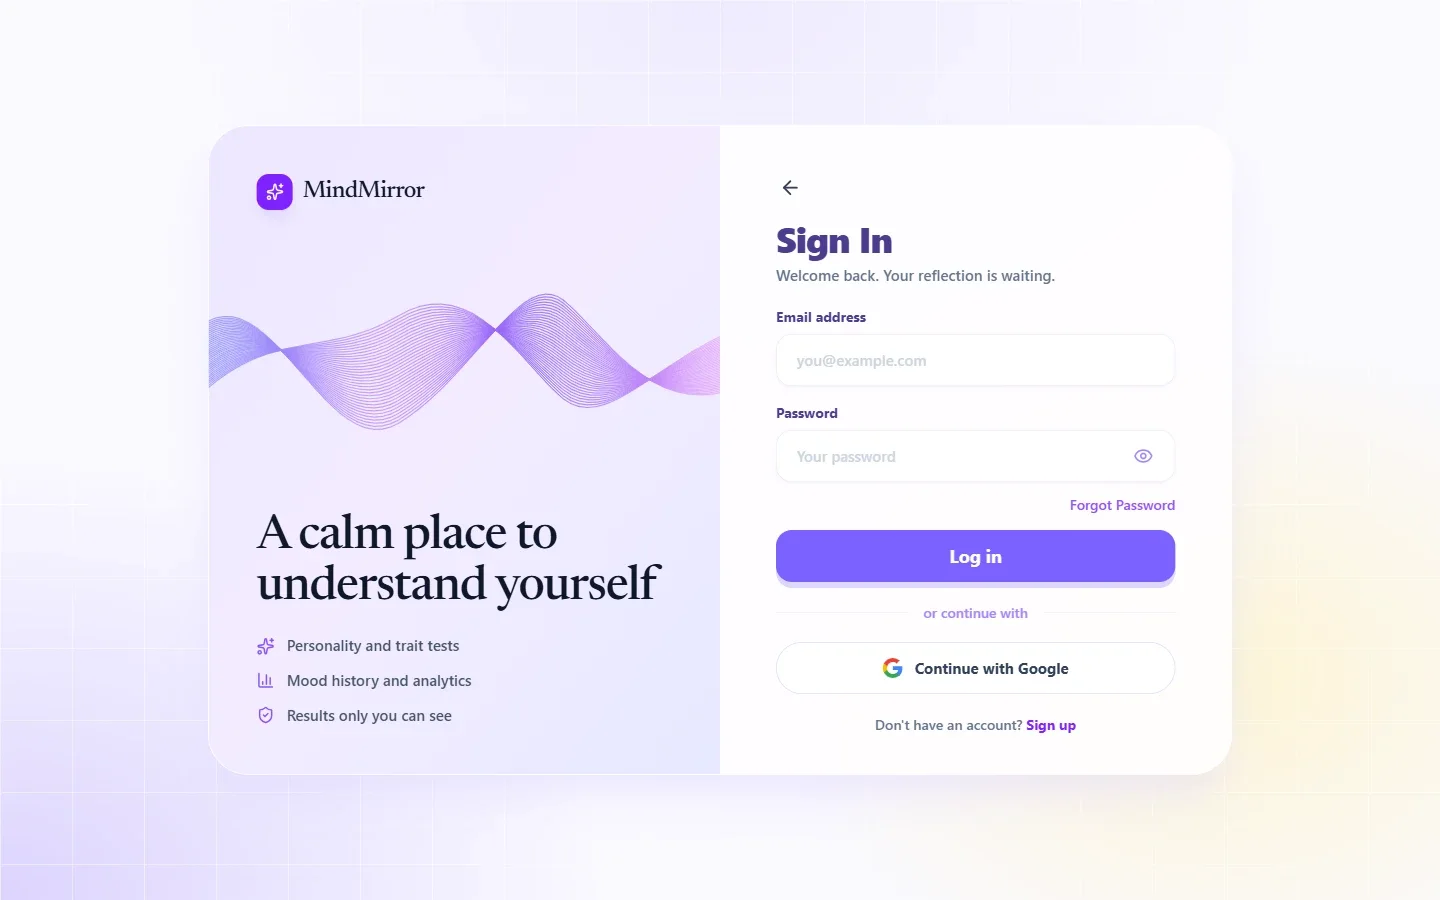 MindMirror
A calm place to
understand yourself
Personality and trait tests
Mood history and analytics
Results only you can see
Sign In
Welcome back. Your reflection is waiting.
Email address
you@example.com
Password
Your password
Forgot Password
Log in
or continue with
Continue with Google
Don't have an account? Sign up